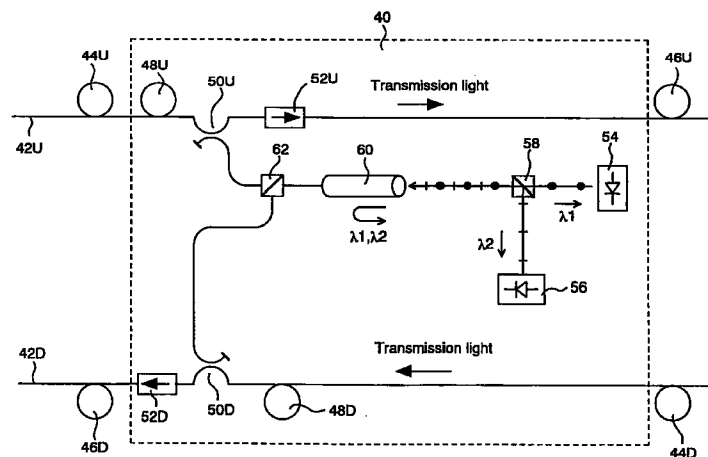 40
44U
48U
50U
52U
Transmission light
46U
42U
62
60
58
54
λ1
λ1,λ2
λ2
56
42D
Transmission light
52D
50D
48D
46D
44D